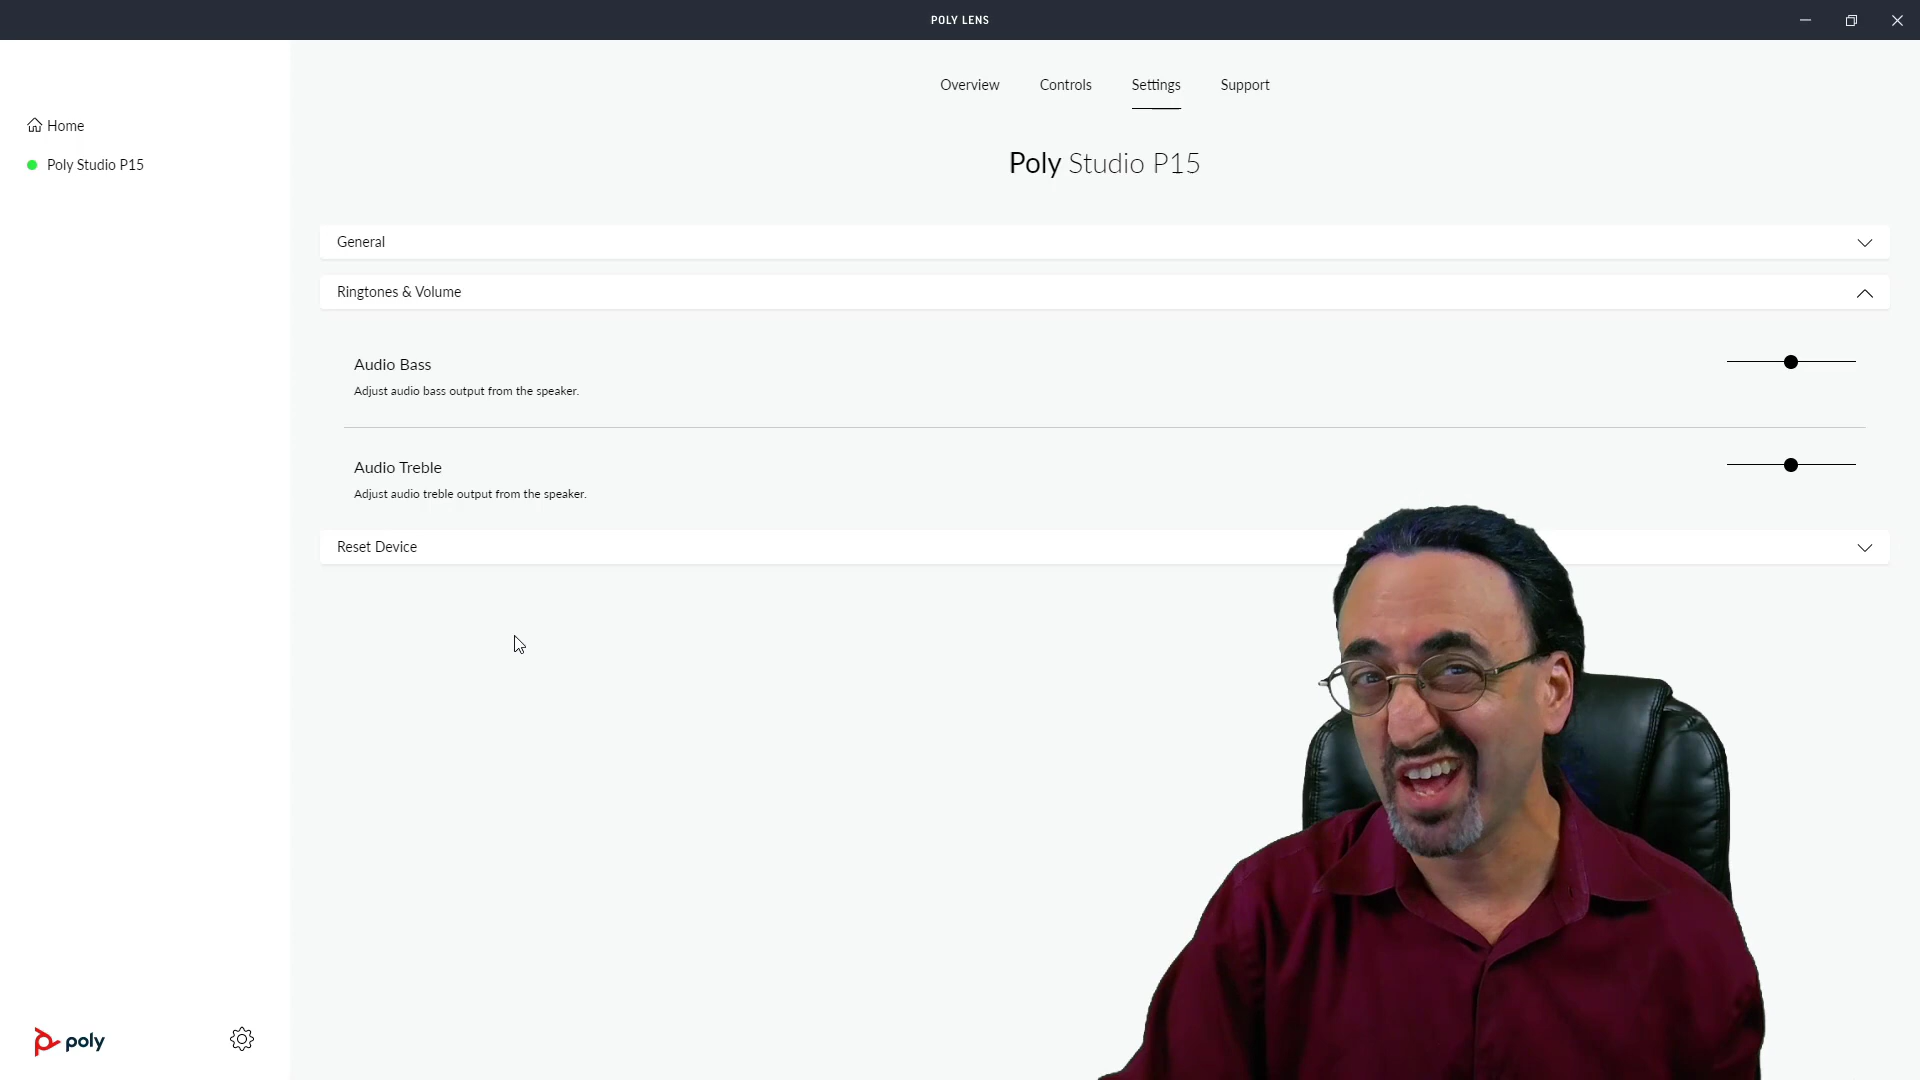 POLY LENS
Overview
Controls
Settings
Support
Home
Poly Studio P15
Poly Studio P15
General
Ringtones & Volume
Audio Bass
Adjust audio bass output from the speaker.
Audio Treble
Adjust audio treble output from the speaker.
Reset Device
poly